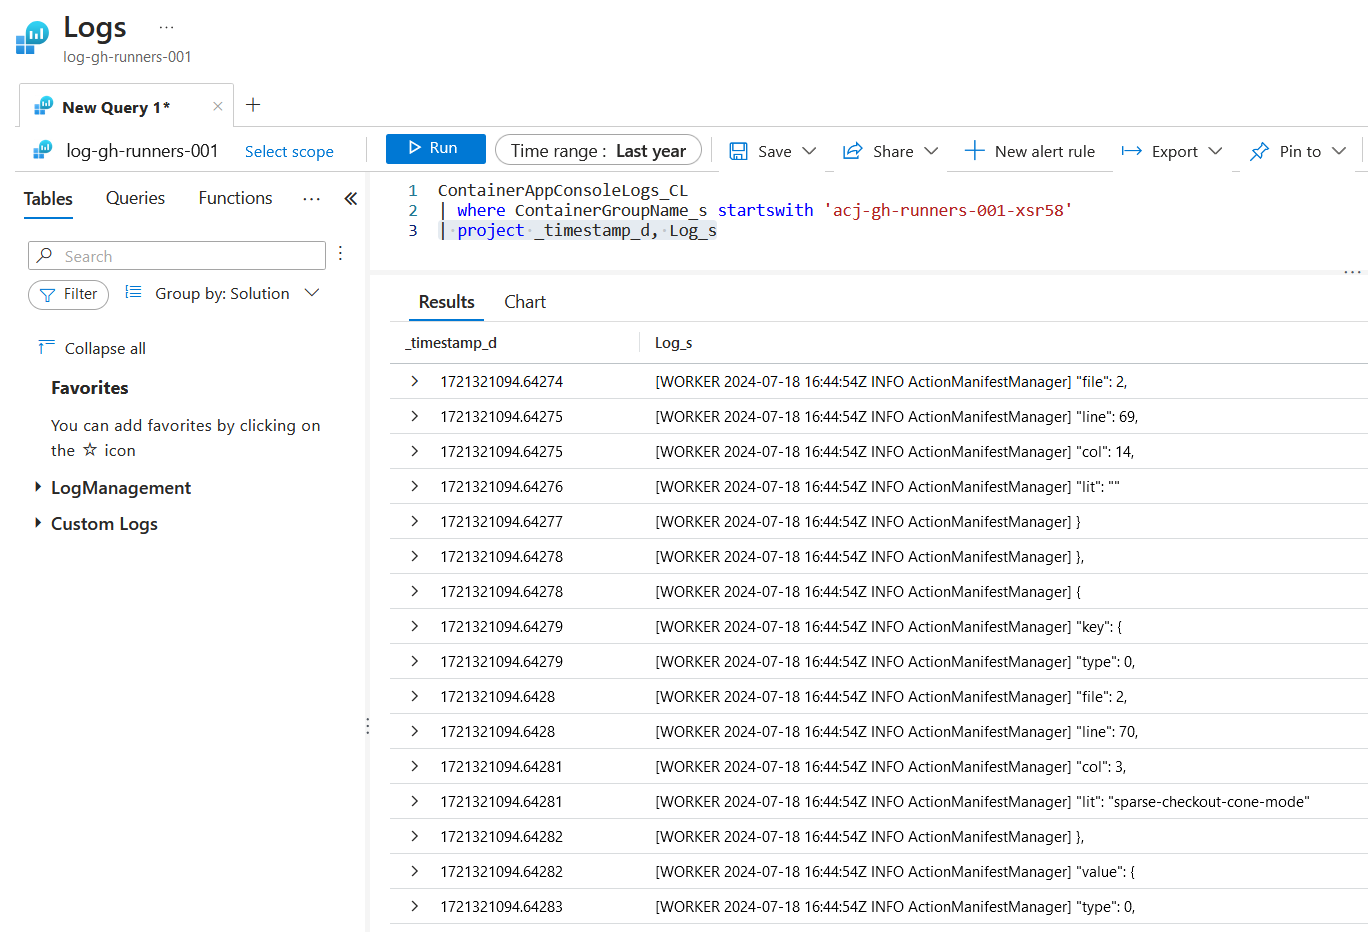 Logs ...
log-gh-runners-001
New Query 1* × +
log-gh-runners-001 Select scope Run Time range : Last year Save Share New alert rule Export Pin to
Tables Queries Functions ... «
Search
Filter Group by: Solution
Collapse all
Favorites
You can add favorites by clicking on
the ☆ icon
LogManagement
Custom Logs
1 ContainerAppConsoleLogs_CL
2 | where ContainerGroupName_s startswith 'acj-gh-runners-001-xsr58'
3 | project _timestamp_d, Log_s
Results Chart
_timestamp_d Log_s
1721321094.64274 [WORKER 2024-07-18 16:44:54Z INFO ActionManifestManager] "file": 2,
1721321094.64275 [WORKER 2024-07-18 16:44:54Z INFO ActionManifestManager] "line": 69,
1721321094.64275 [WORKER 2024-07-18 16:44:54Z INFO ActionManifestManager] "col": 14,
1721321094.64276 [WORKER 2024-07-18 16:44:54Z INFO ActionManifestManager] "lit": ""
1721321094.64277 [WORKER 2024-07-18 16:44:54Z INFO ActionManifestManager] }
1721321094.64278 [WORKER 2024-07-18 16:44:54Z INFO ActionManifestManager] },
1721321094.64278 [WORKER 2024-07-18 16:44:54Z INFO ActionManifestManager] {
1721321094.64279 [WORKER 2024-07-18 16:44:54Z INFO ActionManifestManager] "key": {
1721321094.64279 [WORKER 2024-07-18 16:44:54Z INFO ActionManifestManager] "type": 0,
1721321094.6428 [WORKER 2024-07-18 16:44:54Z INFO ActionManifestManager] "file": 2,
1721321094.6428 [WORKER 2024-07-18 16:44:54Z INFO ActionManifestManager] "line": 70,
1721321094.64281 [WORKER 2024-07-18 16:44:54Z INFO ActionManifestManager] "col": 3,
1721321094.64281 [WORKER 2024-07-18 16:44:54Z INFO ActionManifestManager] "lit": "sparse-checkout-cone-mode"
1721321094.64282 [WORKER 2024-07-18 16:44:54Z INFO ActionManifestManager] },
1721321094.64282 [WORKER 2024-07-18 16:44:54Z INFO ActionManifestManager] "value": {
1721321094.64283 [WORKER 2024-07-18 16:44:54Z INFO ActionManifestManager] "type": 0,